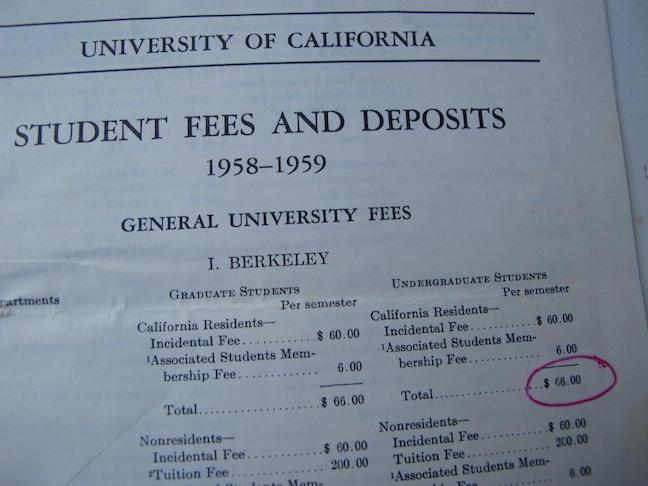 UNIVERSITY OF CALIFORNIA
STUDENT FEES AND DEPOSITS
1958–1959
GENERAL UNIVERSITY FEES
I. BERKELEY
partments
GRADUATE STUDENTS
Per semester
California Residents—
Incidental Fee..........$ 60.00
¹Associated Students Mem-
bership Fee............ 6.00
Total....................$ 66.00
Nonresidents—
Incidental Fee..........$ 60.00
²Tuition Fee............ 200.00
Students Mem-
UNDERGRADUATE STUDENTS
Per semester
California Residents—
Incidental Fee..........$ 60.00
¹Associated Students Mem-
bership Fee............ 6.00
Total....................$ 66.00
Nonresidents—
Incidental Fee..........$ 60.00
Tuition Fee............ 200.00
¹Associated Students Mem-
6.00